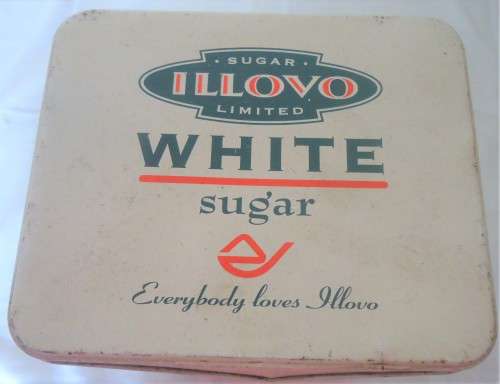 · SUGAR ·
ILLOVO
LIMITED
WHITE
sugar
Everybody loves Illovo